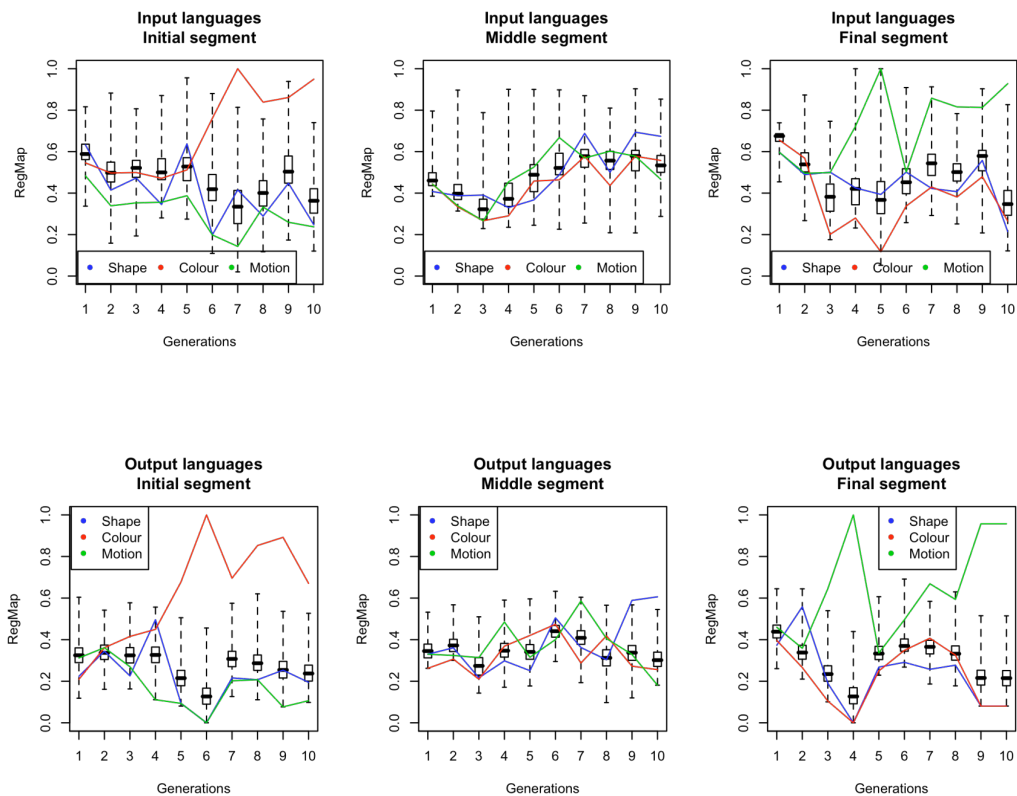 Input languages
Initial segment
RegMap
0.0 0.2 0.4 0.6 0.8 1.0
Shape Colour Motion
1 2 3 4 5 6 7 8 9 10
Generations
Input languages
Middle segment
RegMap
0.0 0.2 0.4 0.6 0.8 1.0
Shape Colour Motion
1 2 3 4 5 6 7 8 9 10
Generations
Input languages
Final segment
RegMap
0.0 0.2 0.4 0.6 0.8 1.0
Shape Colour Motion
1 2 3 4 5 6 7 8 9 10
Generations
Output languages
Initial segment
RegMap
0.0 0.2 0.4 0.6 0.8 1.0
Shape
Colour
Motion
1 2 3 4 5 6 7 8 9 10
Generations
Output languages
Middle segment
RegMap
0.0 0.2 0.4 0.6 0.8 1.0
Shape
Colour
Motion
1 2 3 4 5 6 7 8 9 10
Generations
Output languages
Final segment
RegMap
0.0 0.2 0.4 0.6 0.8 1.0
Shape
Colour
Motion
1 2 3 4 5 6 7 8 9 10
Generations